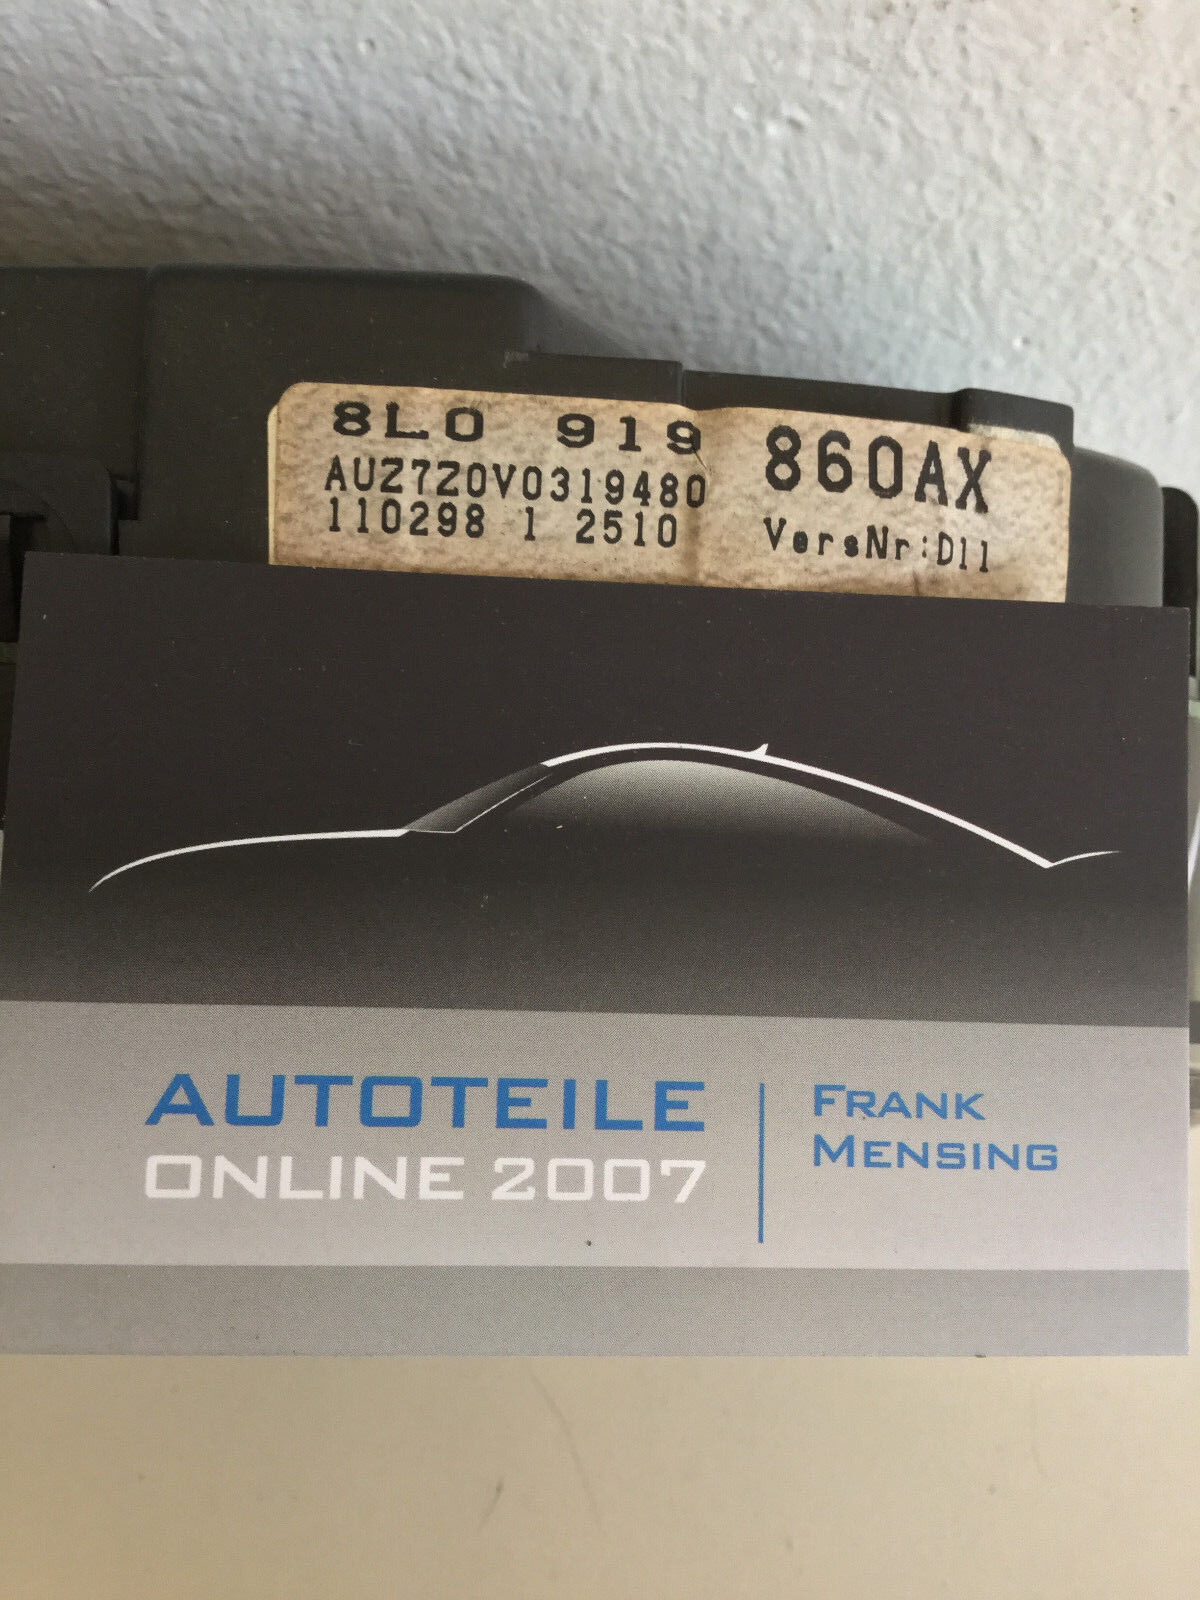 8L0 919 860AX
AUZ7Z0V0319480
110298 1 2510 VersNr:D11
AUTOTEILE
ONLINE 2007
FRANK
MENSING